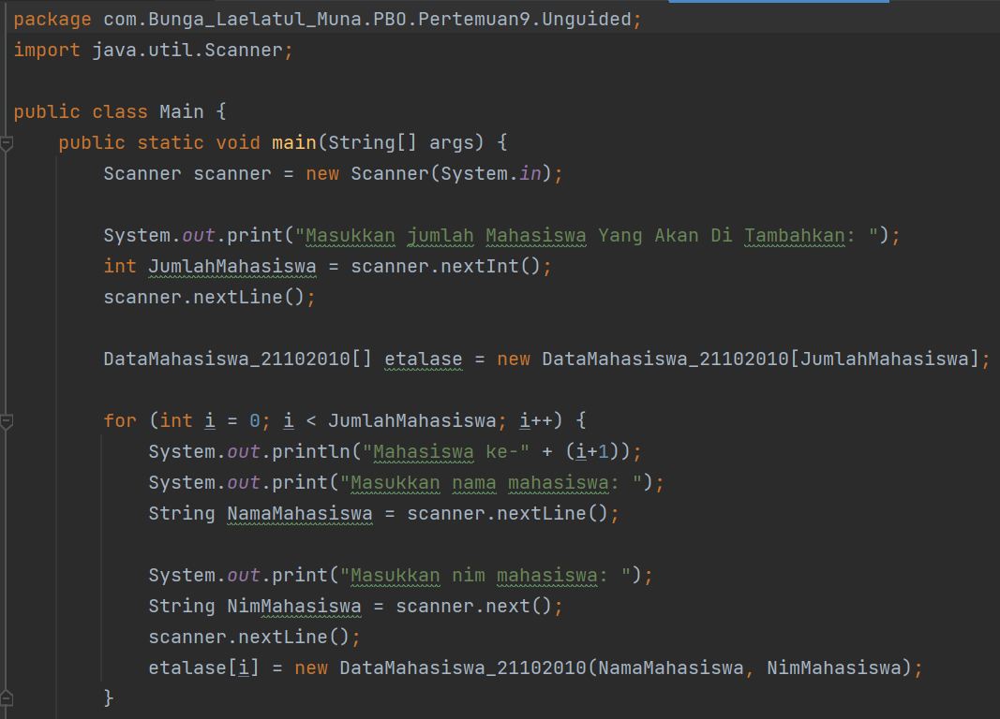 package com.Bunga_Laelatul_Muna.PBO.Pertemuan9.Unguided;
import java.util.Scanner;
public class Main {
public static void main(String[] args) {
Scanner scanner = new Scanner(System.in);
System.out.print("Masukkan jumlah Mahasiswa Yang Akan Di Tambahkan: ");
int JumlahMahasiswa = scanner.nextInt();
scanner.nextLine();
DataMahasiswa_21102010[] etalase = new DataMahasiswa_21102010[JumlahMahasiswa];
for (int i = 0; i < JumlahMahasiswa; i++) {
System.out.println("Mahasiswa ke-" + (i+1));
System.out.print("Masukkan nama mahasiswa: ");
String NamaMahasiswa = scanner.nextLine();
System.out.print("Masukkan nim mahasiswa: ");
String NimMahasiswa = scanner.next();
scanner.nextLine();
etalase[i] = new DataMahasiswa_21102010(NamaMahasiswa, NimMahasiswa);
}